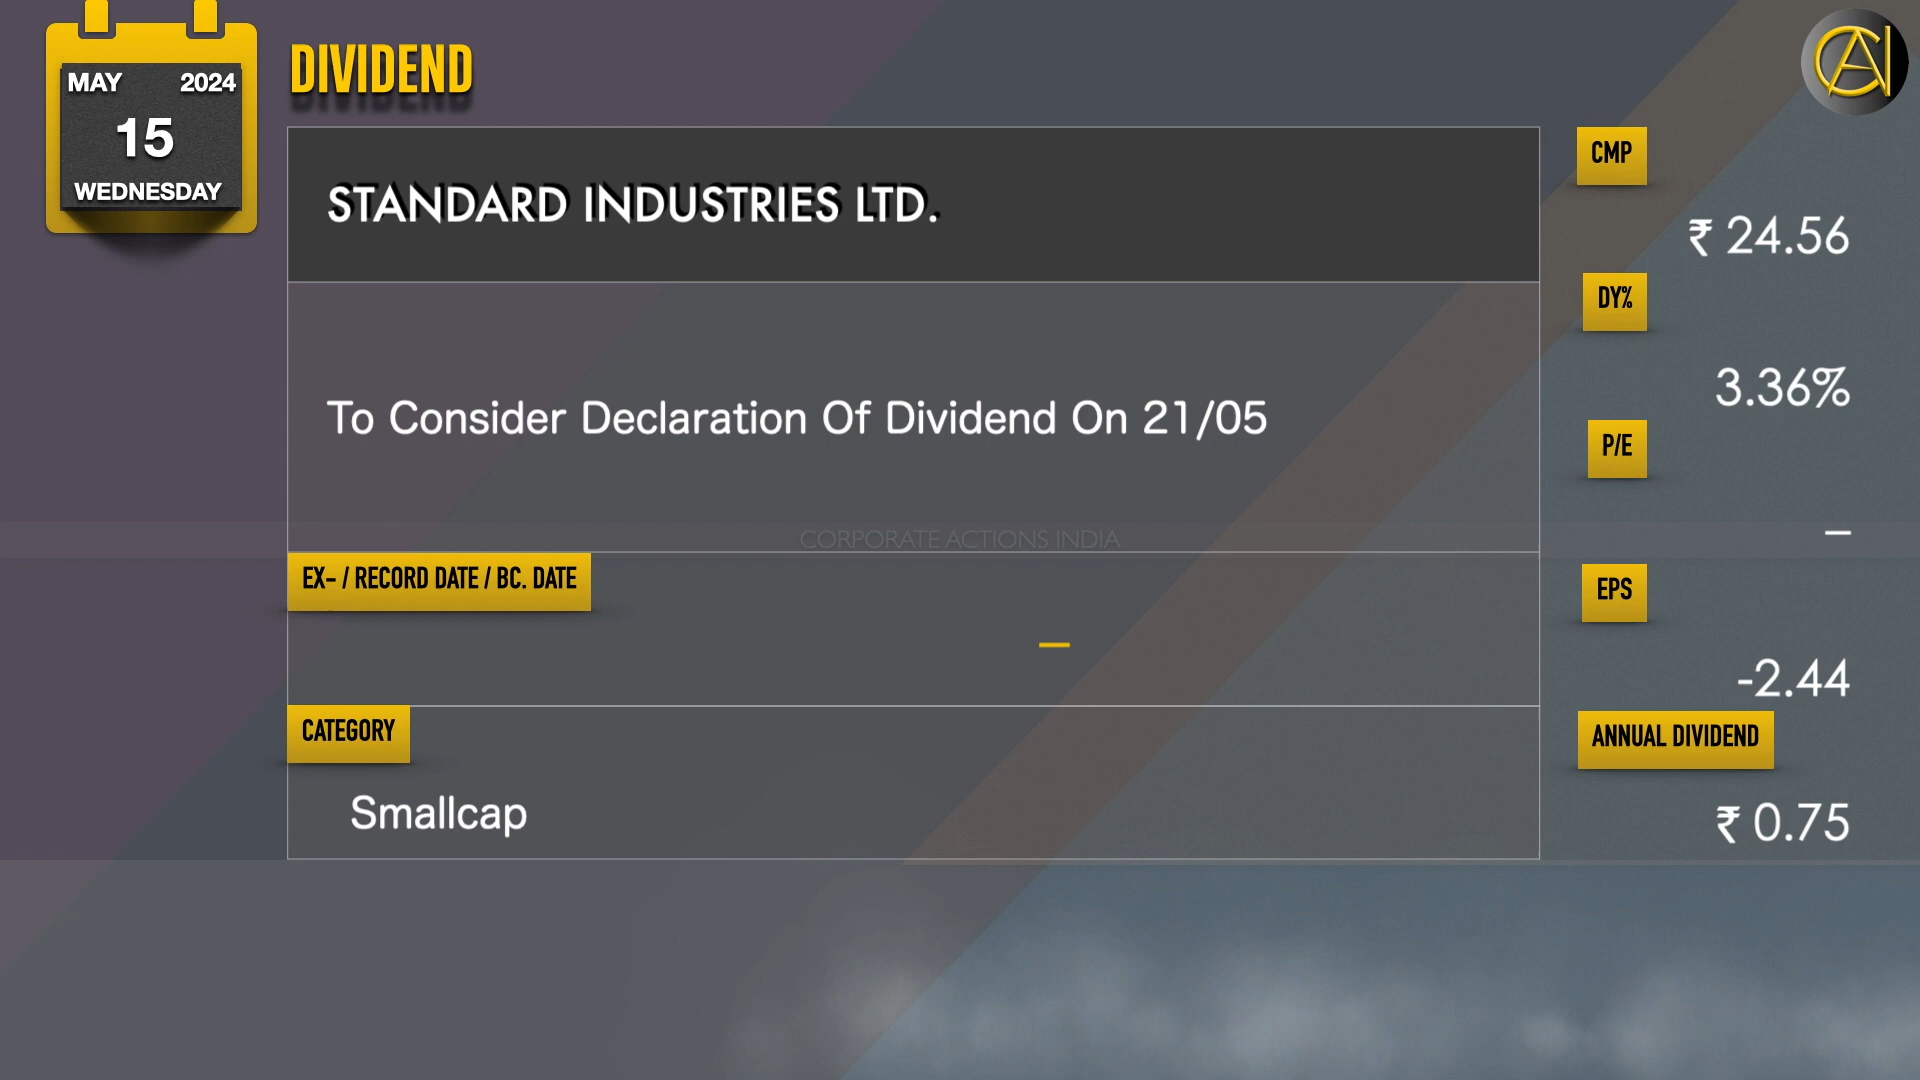 MAY 2024
15
WEDNESDAY
DIVIDEND
STANDARD INDUSTRIES LTD.
To Consider Declaration Of Dividend On 21/05
CORPORATE ACTIONS INDIA
EX- / RECORD DATE / BC. DATE
–
CATEGORY
Smallcap
CAI
CMP
₹ 24.56
DY%
3.36%
P/E
–
EPS
-2.44
ANNUAL DIVIDEND
₹ 0.75